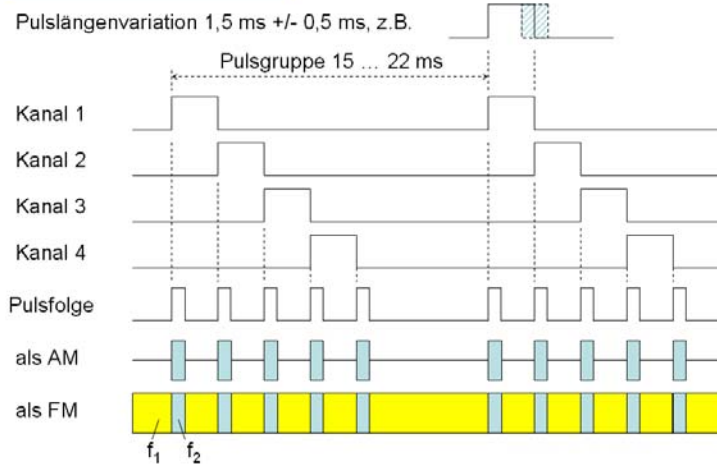 Pulslängenvariation 1,5 ms +/- 0,5 ms, z.B.
Pulsgruppe 15 ... 22 ms
Kanal 1
Kanal 2
Kanal 3
Kanal 4
Pulsfolge
als AM
als FM
f₁ f₂